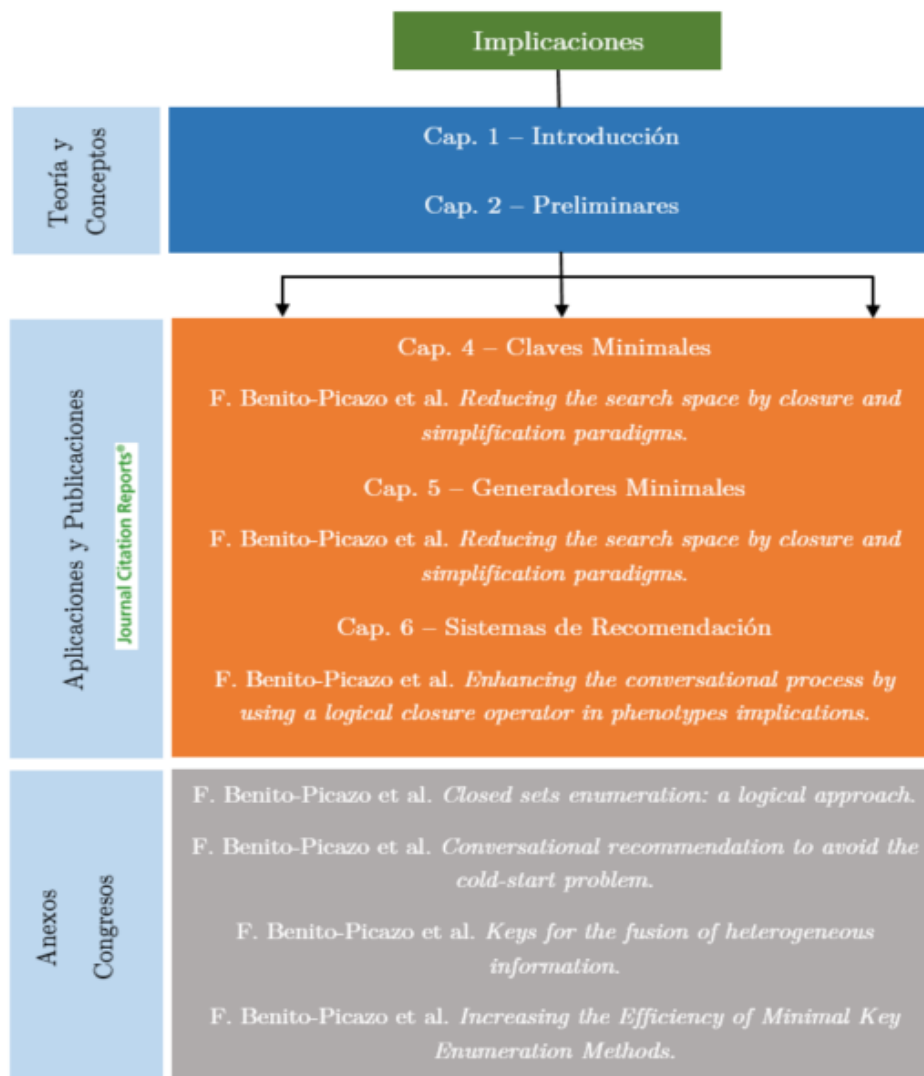 Implicaciones
Teoría y
Conceptos
Cap. 1 – Introducción
Cap. 2 – Preliminares
Aplicaciones y Publicaciones
Journal Citation Reports®
Cap. 4 – Claves Minimales
F. Benito-Picazo et al. Reducing the search space by closure and
simplification paradigms.
Cap. 5 – Generadores Minimales
F. Benito-Picazo et al. Reducing the search space by closure and
simplification paradigms.
Cap. 6 – Sistemas de Recomendación
F. Benito-Picazo et al. Enhancing the conversational process by
using a logical closure operator in phenotypes implications.
Anexos
Congresos
F. Benito-Picazo et al. Closed sets enumeration: a logical approach.
F. Benito-Picazo et al. Conversational recommendation to avoid the
cold-start problem.
F. Benito-Picazo et al. Keys for the fusion of heterogeneous
information.
F. Benito-Picazo et al. Increasing the Efficiency of Minimal Key
Enumeration Methods.